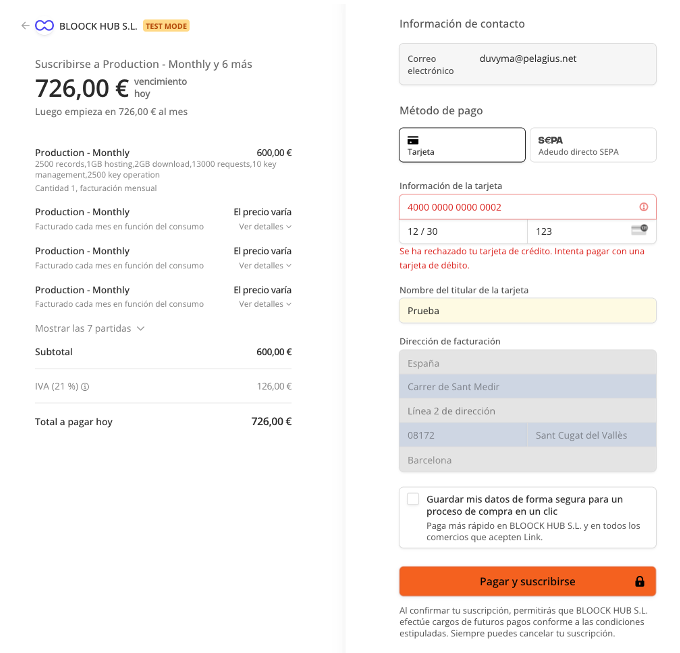 BLOOCK HUB S.L. TEST MODE
Suscribirse a Production - Monthly y 6 más
726,00 € vencimiento
hoy
Luego empieza en 726,00 € al mes
Production - Monthly 600,00 €
2500 records,1GB hosting,2GB download,13000 requests,10 key
management,2500 key operation
Cantidad 1, facturación mensual
Production - Monthly El precio varía
Facturado cada mes en función del consumo Ver detalles
Production - Monthly El precio varía
Facturado cada mes en función del consumo Ver detalles
Production - Monthly El precio varía
Facturado cada mes en función del consumo Ver detalles
Mostrar las 7 partidas
Subtotal 600,00 €
IVA (21 %) 126,00 €
Total a pagar hoy 726,00 €
Información de contacto
Correo
electrónico duvyma@pelagius.net
Método de pago
Tarjeta
SEPA
Adeudo directo SEPA
Información de la tarjeta
4000 0000 0000 0002
12 / 30 123
Se ha rechazado tu tarjeta de crédito. Intenta pagar con una
tarjeta de débito.
Nombre del titular de la tarjeta
Prueba
Dirección de facturación
España
Carrer de Sant Medir
Línea 2 de dirección
08172 Sant Cugat del Vallès
Barcelona
Guardar mis datos de forma segura para un
proceso de compra en un clic
Paga más rápido en BLOOCK HUB S.L. y en todos los
comercios que acepten Link.
Pagar y suscribirse
Al confirmar tu suscripción, permitirás que BLOOCK HUB S.L.
efectúe cargos de futuros pagos conforme a las condiciones
estipuladas. Siempre puedes cancelar tu suscripción.